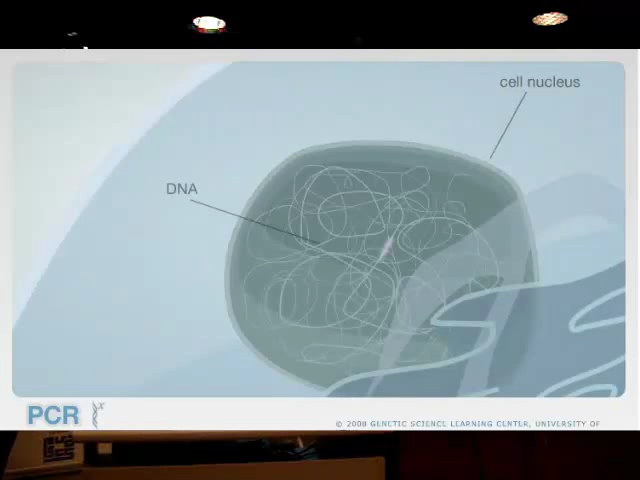 cell nucleus
DNA
PCR
© 2008 GENETIC SCIENCE LEARNING CENTER, UNIVERSITY OF